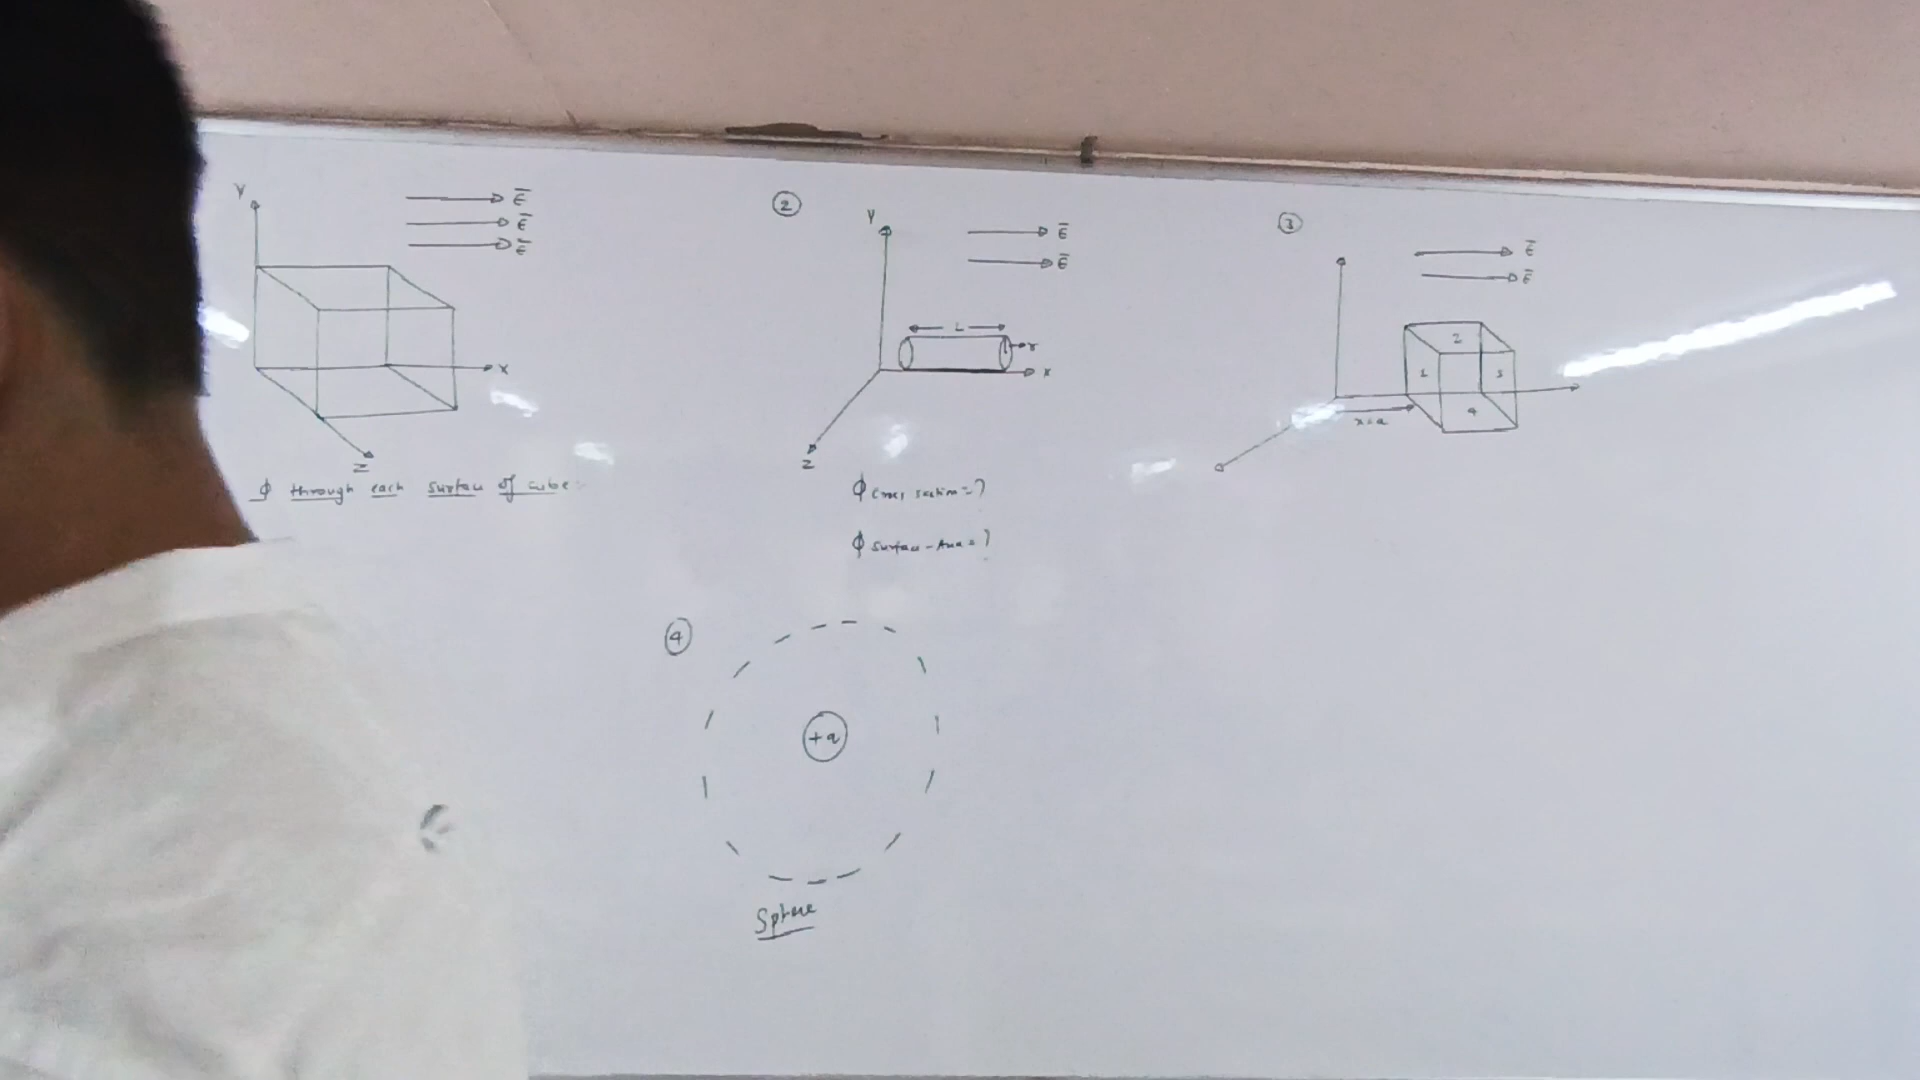 Y
Ē
Ē
Ē
X
Z
ϕ through each surface of cube
②
Y
Ē
Ē
L
r
X
Z
ϕ cross section = ?
ϕ surface - Area = ?
③
Ē
Ē
2
1
3
4
x=a
④
+q
Sphere